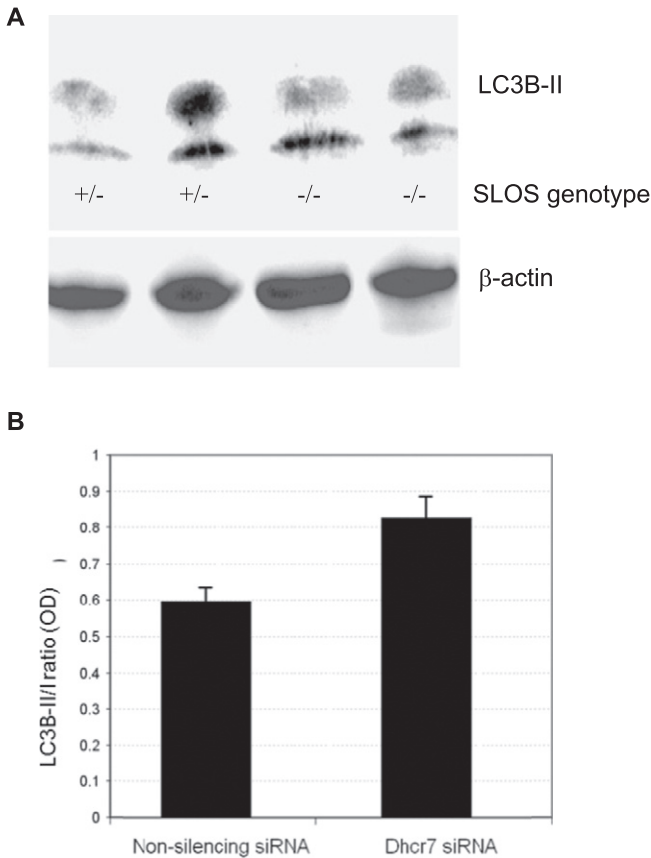 A
LC3B-II
+/- +/- -/- -/- SLOS genotype
β-actin
B
1
0.9
0.8
0.7
0.6
0.5
0.4
0.3
0.2
0.1
0
LC3B-II/I ratio (OD)
)
Non-silencing siRNA Dhcr7 siRNA